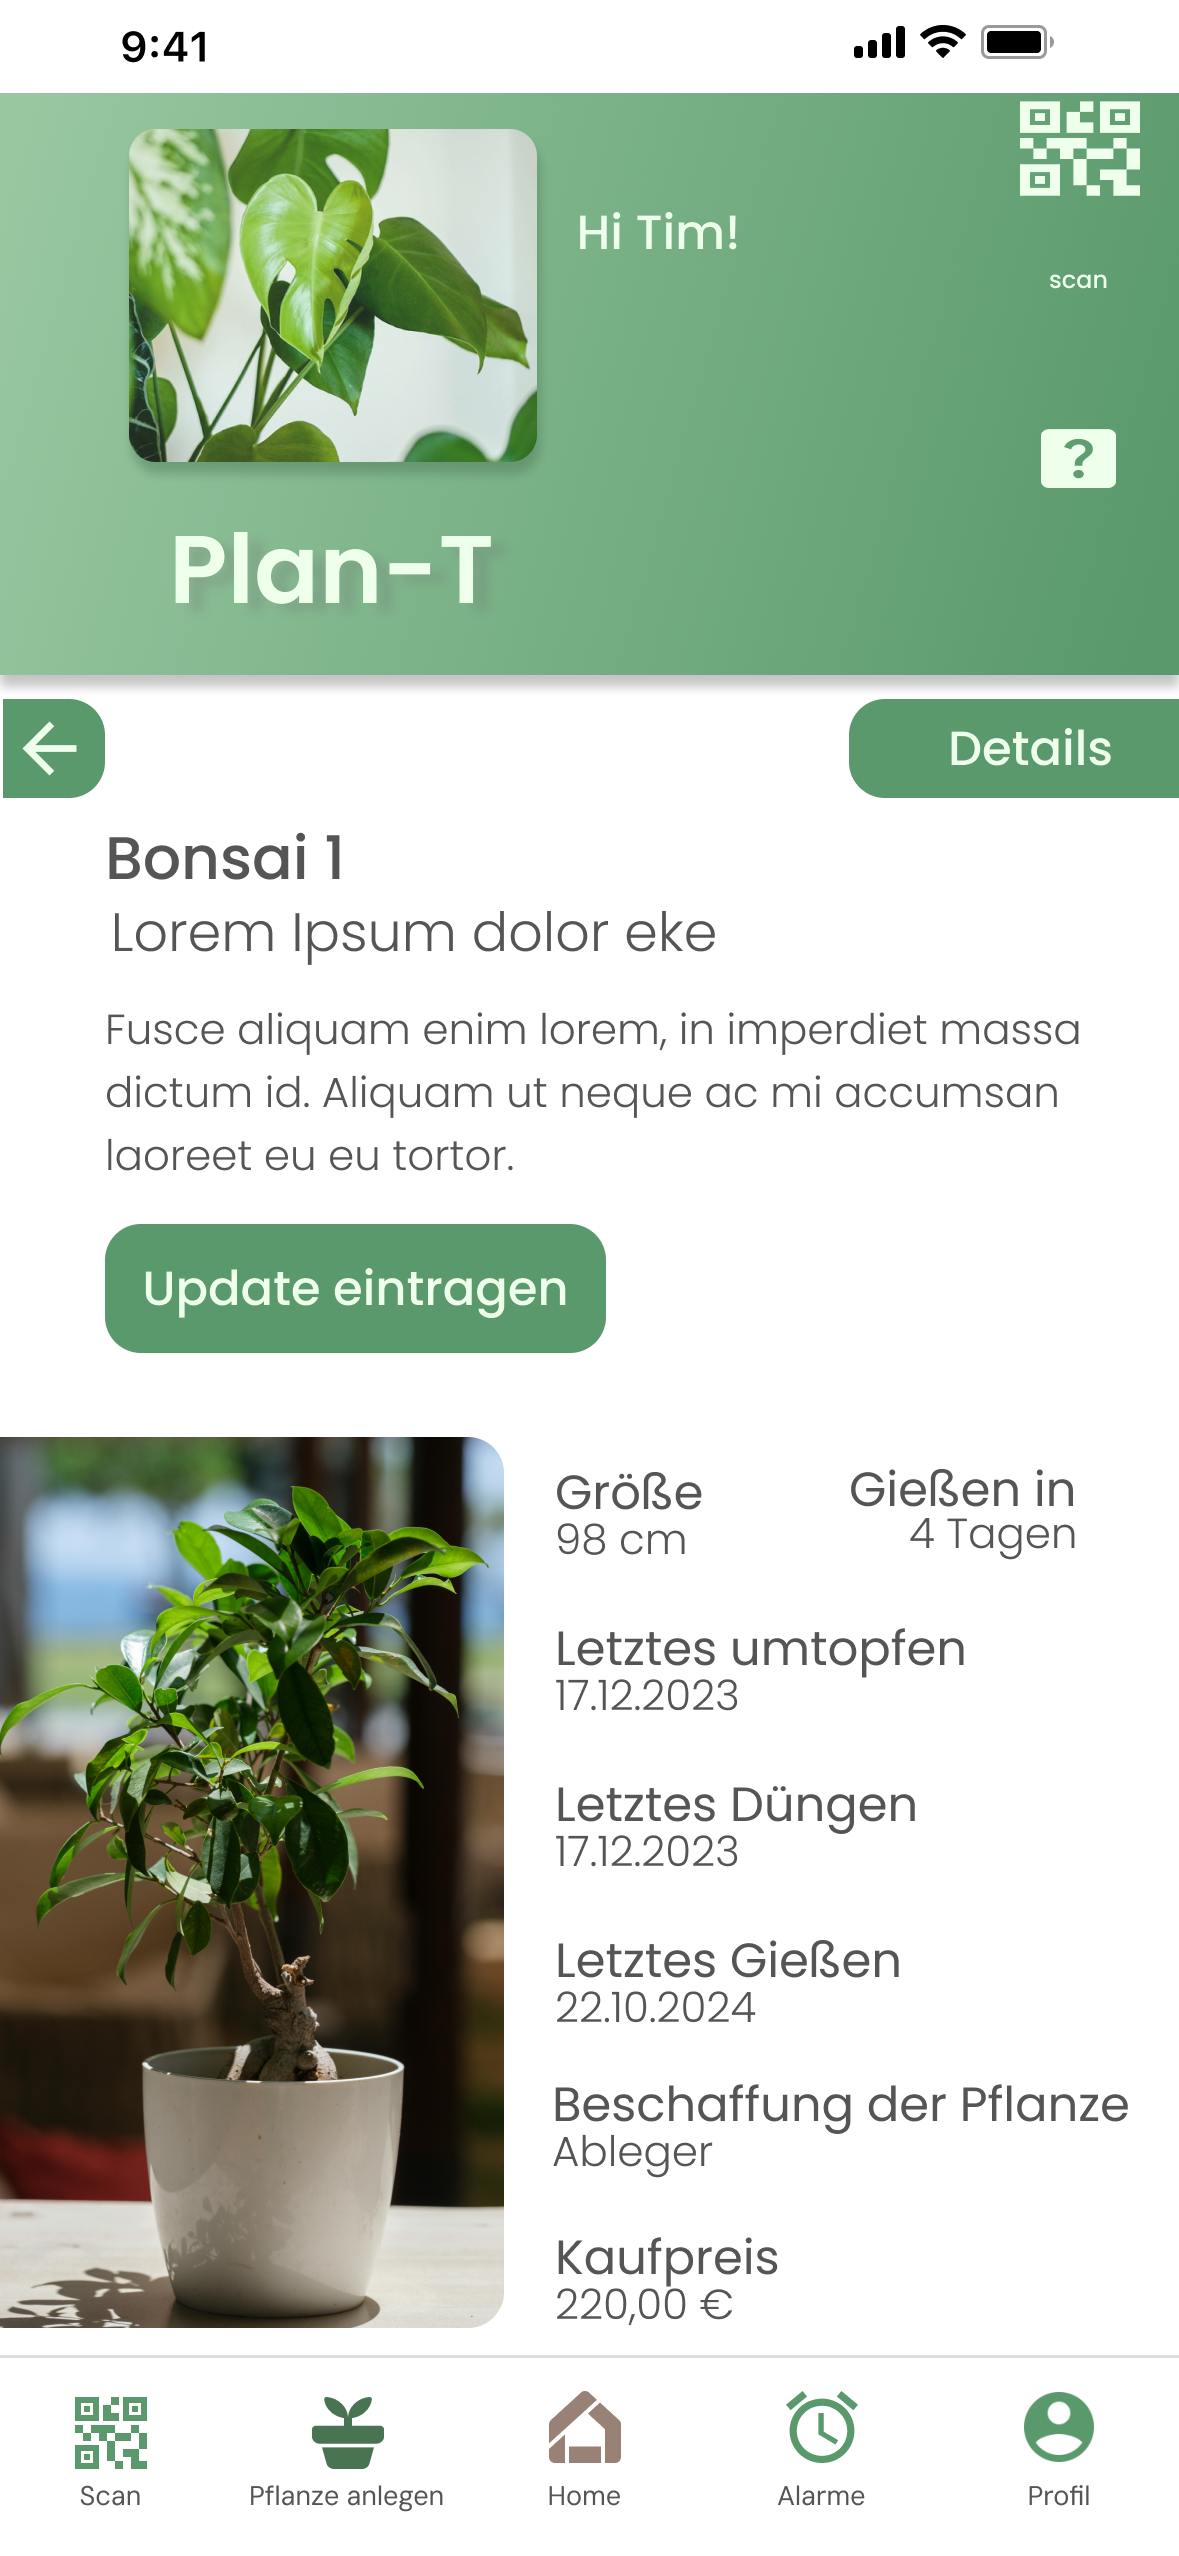 9:41
Hi Tim!
scan
?
Plan-T
Details
Bonsai 1
Lorem Ipsum dolor eke
Fusce aliquam enim lorem, in imperdiet massa
dictum id. Aliquam ut neque ac mi accumsan
laoreet eu eu tortor.
Update eintragen
Größe
98 cm
Gießen in
4 Tagen
Letztes umtopfen
17.12.2023
Letztes Düngen
17.12.2023
Letztes Gießen
22.10.2024
Beschaffung der Pflanze
Ableger
Kaufpreis
220,00 €
Scan
Pflanze anlegen
Home
Alarme
Profil